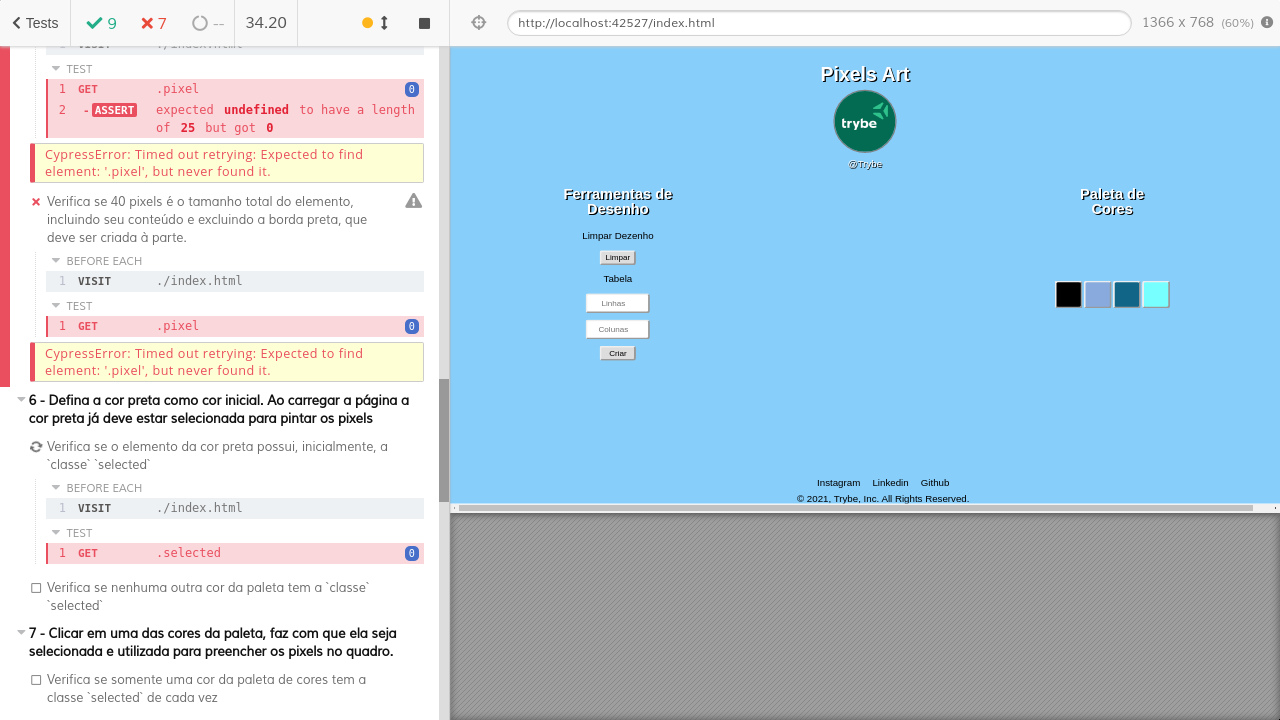 Tests
9
7
--
34.20
http://localhost:42527/index.html
1366 x 768 (60%)
TEST
1 GET .pixel 0
2 - ASSERT expected undefined to have a length
of 25 but got 0
CypressError: Timed out retrying: Expected to find
element: '.pixel', but never found it.
Verifica se 40 pixels é o tamanho total do elemento,
incluindo seu conteúdo e excluindo a borda preta, que
deve ser criada à parte.
BEFORE EACH
1 VISIT ./index.html
TEST
1 GET .pixel 0
CypressError: Timed out retrying: Expected to find
element: '.pixel', but never found it.
6 - Defina a cor preta como cor inicial. Ao carregar a página a
cor preta já deve estar selecionada para pintar os pixels
Verifica se o elemento da cor preta possui, inicialmente, a
`classe` `selected`
BEFORE EACH
1 VISIT ./index.html
TEST
1 GET .selected 0
Verifica se nenhuma outra cor da paleta tem a `classe`
`selected`
7 - Clicar em uma das cores da paleta, faz com que ela seja
selecionada e utilizada para preencher os pixels no quadro.
Verifica se somente uma cor da paleta de cores tem a
classe `selected` de cada vez
Pixels Art
trybe
@Trybe
Ferramentas de
Desenho
Limpar Dezenho
Limpar
Tabela
Linhas
Colunas
Criar
Paleta de
Cores
Instagram Linkedin Github
© 2021, Trybe, Inc. All Rights Reserved.